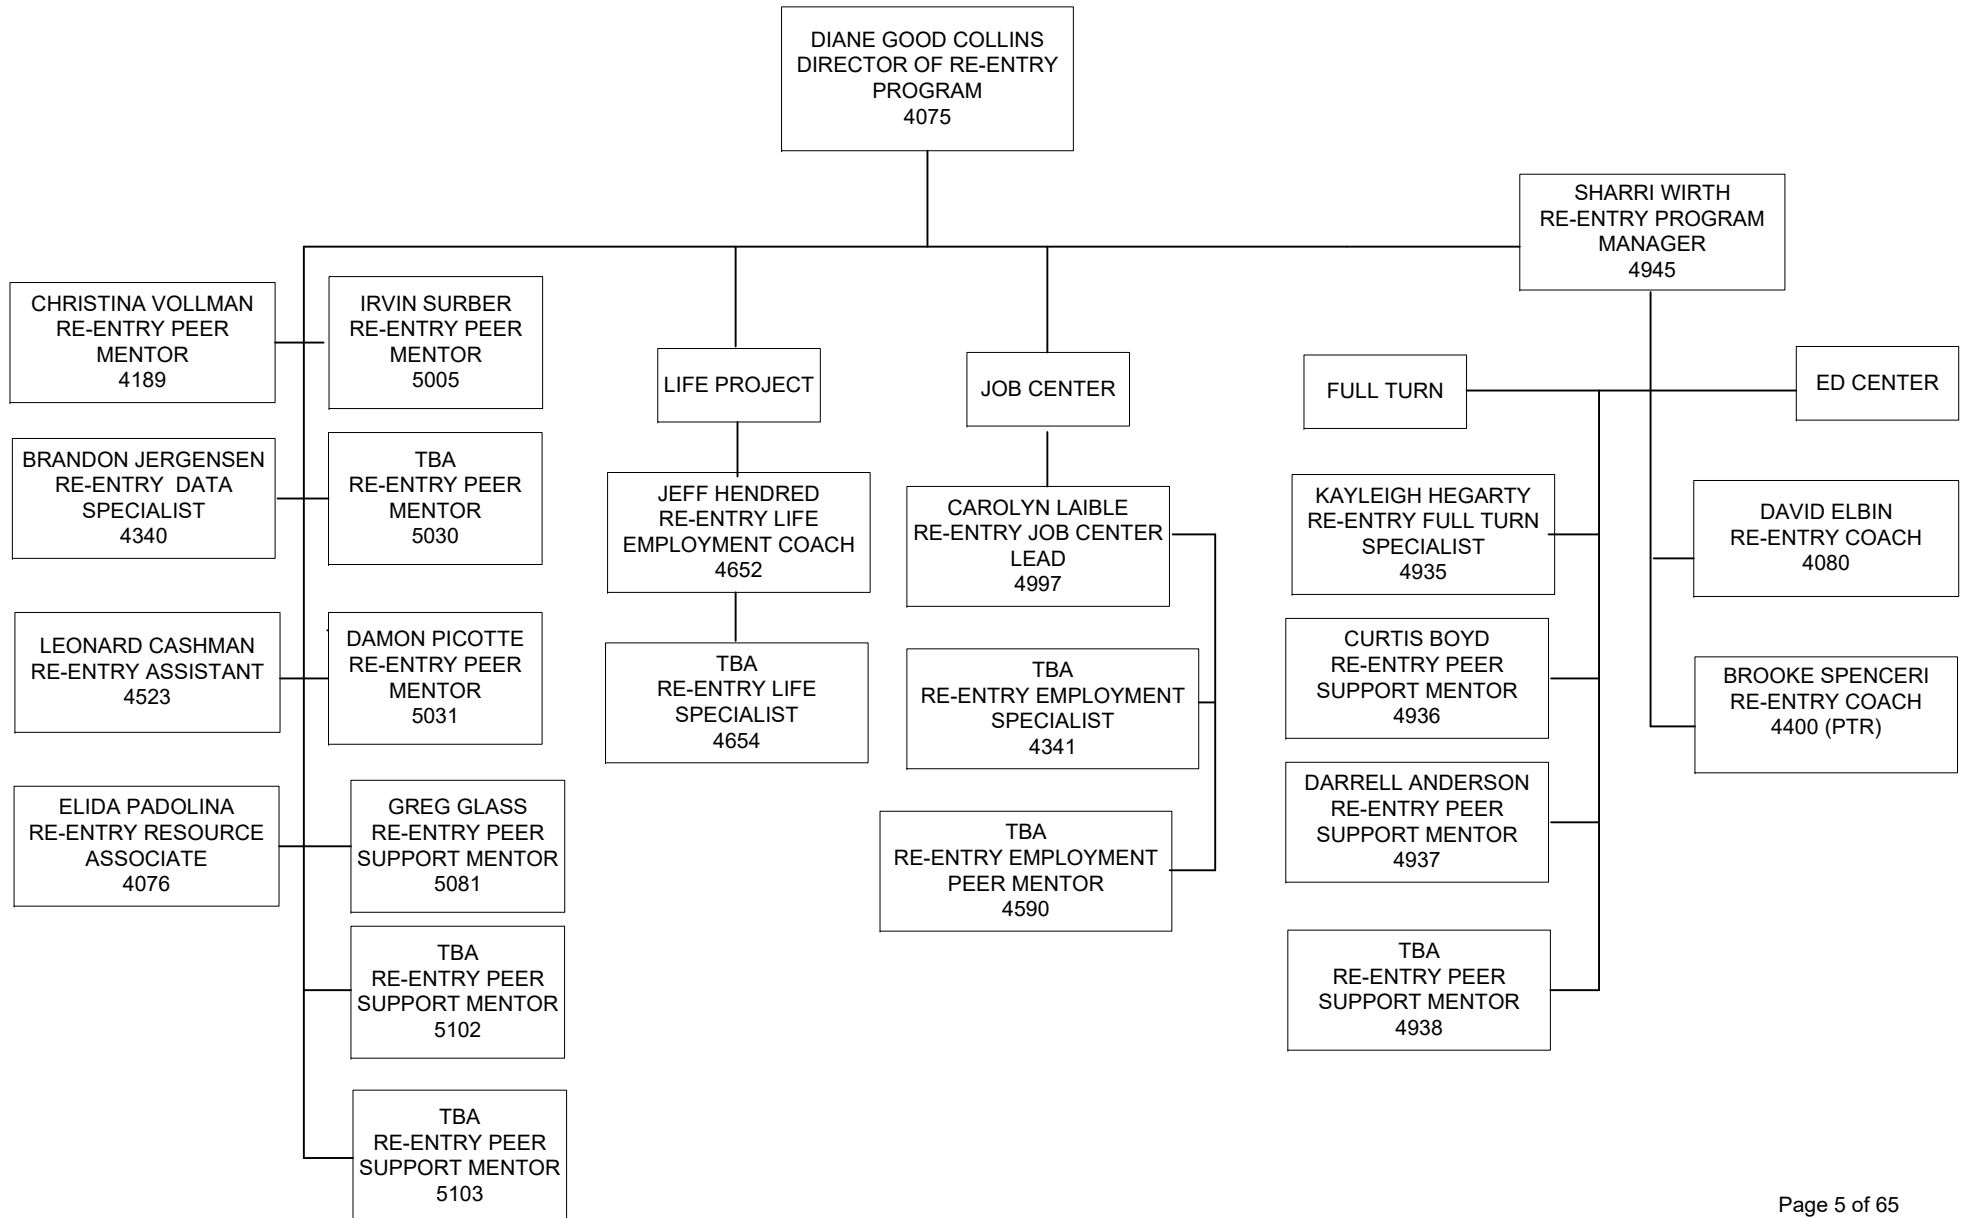 DIANE GOOD COLLINS
DIRECTOR OF RE-ENTRY
PROGRAM
4075
SHARRI WIRTH
RE-ENTRY PROGRAM
MANAGER
4945
CHRISTINA VOLLMAN
RE-ENTRY PEER
MENTOR
4189
IRVIN SURBER
RE-ENTRY PEER
MENTOR
5005
BRANDON JERGENSEN
RE-ENTRY  DATA
SPECIALIST
4340
TBA
RE-ENTRY PEER
MENTOR
5030
LEONARD CASHMAN
RE-ENTRY ASSISTANT
4523
DAMON PICOTTE
RE-ENTRY PEER
MENTOR
5031
ELIDA PADOLINA
RE-ENTRY RESOURCE
ASSOCIATE
4076
GREG GLASS
RE-ENTRY PEER
SUPPORT MENTOR
5081
TBA
RE-ENTRY PEER
SUPPORT MENTOR
5102
TBA
RE-ENTRY PEER
SUPPORT MENTOR
5103
LIFE PROJECT
JEFF HENDRED
RE-ENTRY LIFE
EMPLOYMENT COACH
4652
TBA
RE-ENTRY LIFE
SPECIALIST
4654
JOB CENTER
CAROLYN LAIBLE
RE-ENTRY JOB CENTER
LEAD
4997
TBA
RE-ENTRY EMPLOYMENT
SPECIALIST
4341
TBA
RE-ENTRY EMPLOYMENT
PEER MENTOR
4590
FULL TURN
KAYLEIGH HEGARTY
RE-ENTRY FULL TURN
SPECIALIST
4935
CURTIS BOYD
RE-ENTRY PEER
SUPPORT MENTOR
4936
DARRELL ANDERSON
RE-ENTRY PEER
SUPPORT MENTOR
4937
TBA
RE-ENTRY PEER
SUPPORT MENTOR
4938
ED CENTER
DAVID ELBIN
RE-ENTRY COACH
4080
BROOKE SPENCERI
RE-ENTRY COACH
4400 (PTR)
Page 5 of 65